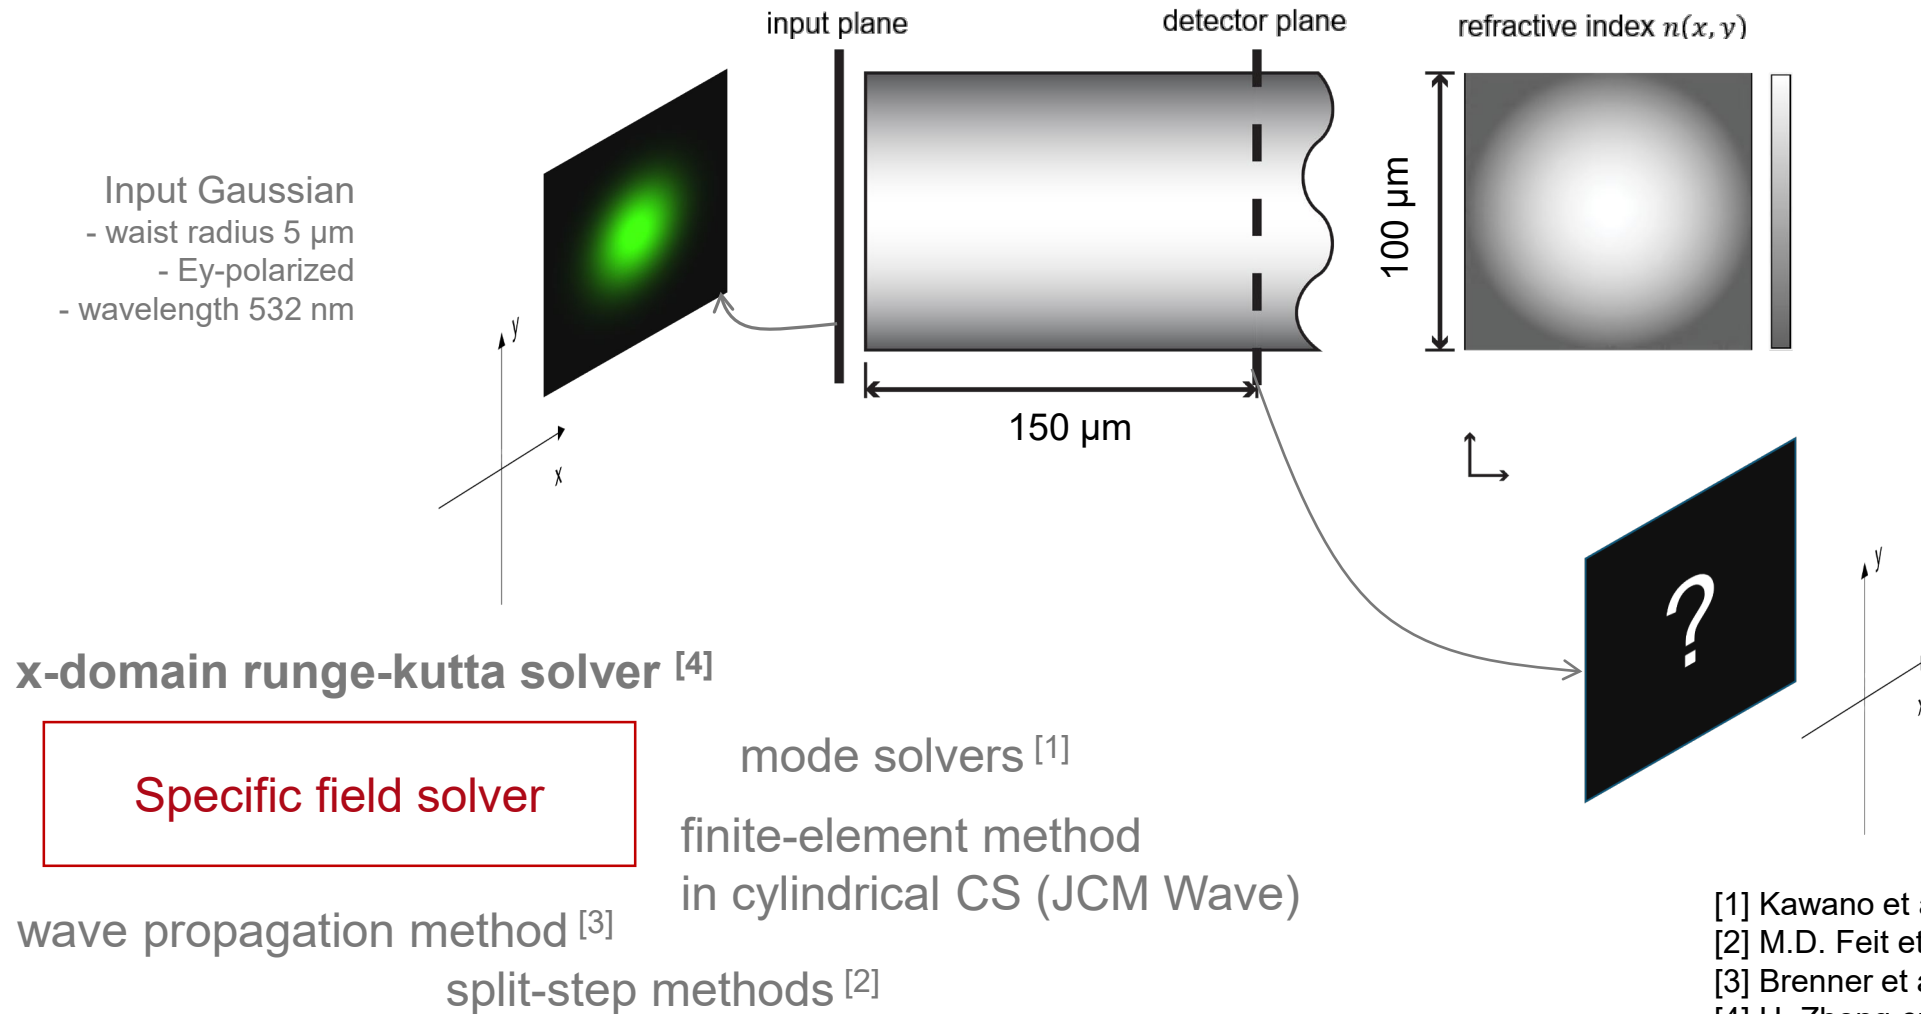 input plane
detector plane
refractive index n(x, y)
Input Gaussian
- waist radius 5 μm
- Ey-polarized
- wavelength 532 nm
y
x
150 μm
100 μm
?
y
x-domain runge-kutta solver [4]
Specific field solver
mode solvers [1]
finite-element method
in cylindrical CS (JCM Wave)
wave propagation method [3]
split-step methods [2]
[1] Kawano et
[2] M.D. Feit et
[3] Brenner et